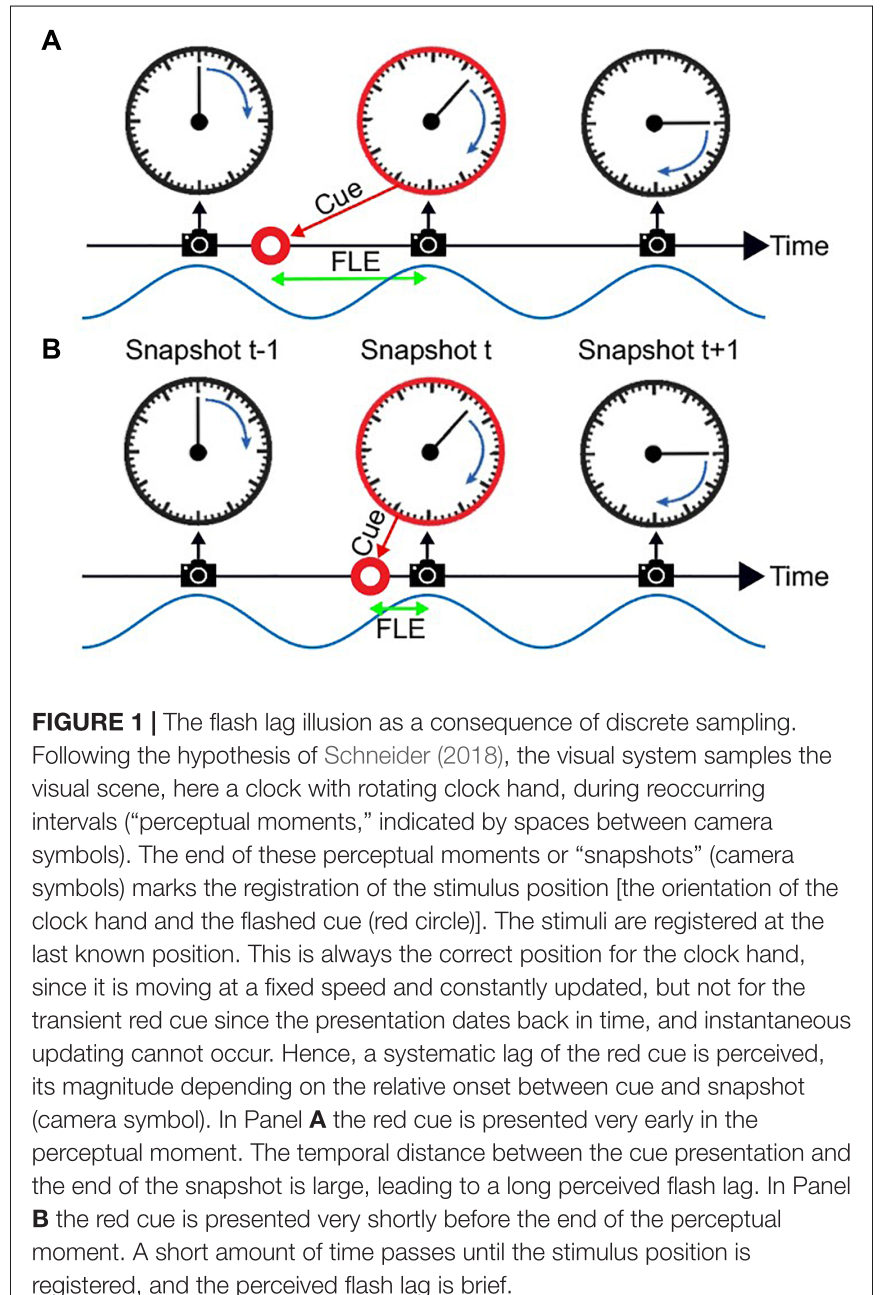 A
Cue
FLE
Time
B
Snapshot t-1
Snapshot t
Snapshot t+1
Cue
Time
FLE
FIGURE 1 | The flash lag illusion as a consequence of discrete sampling.
Following the hypothesis of Schneider (2018), the visual system samples the
visual scene, here a clock with rotating clock hand, during reoccurring
intervals (“perceptual moments,” indicated by spaces between camera
symbols). The end of these perceptual moments or “snapshots” (camera
symbols) marks the registration of the stimulus position [the orientation of the
clock hand and the flashed cue (red circle)]. The stimuli are registered at the
last known position. This is always the correct position for the clock hand,
since it is moving at a fixed speed and constantly updated, but not for the
transient red cue since the presentation dates back in time, and instantaneous
updating cannot occur. Hence, a systematic lag of the red cue is perceived,
its magnitude depending on the relative onset between cue and snapshot
(camera symbol). In Panel A the red cue is presented very early in the
perceptual moment. The temporal distance between the cue presentation and
the end of the snapshot is large, leading to a long perceived flash lag. In Panel
B the red cue is presented very shortly before the end of the perceptual
moment. A short amount of time passes until the stimulus position is
registered, and the perceived flash lag is brief.